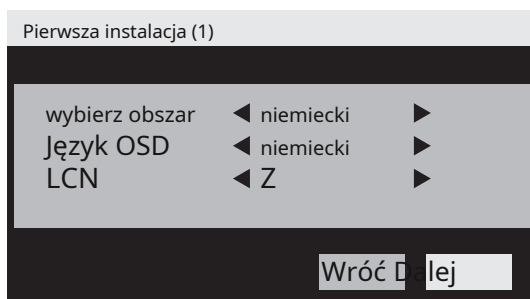 Pierwsza instalacja (1)
wybierz obszar ◀ niemiecki ▶
Język OSD ◀ niemiecki ▶
LCN ◀ Z ▶
Wróć Dalej